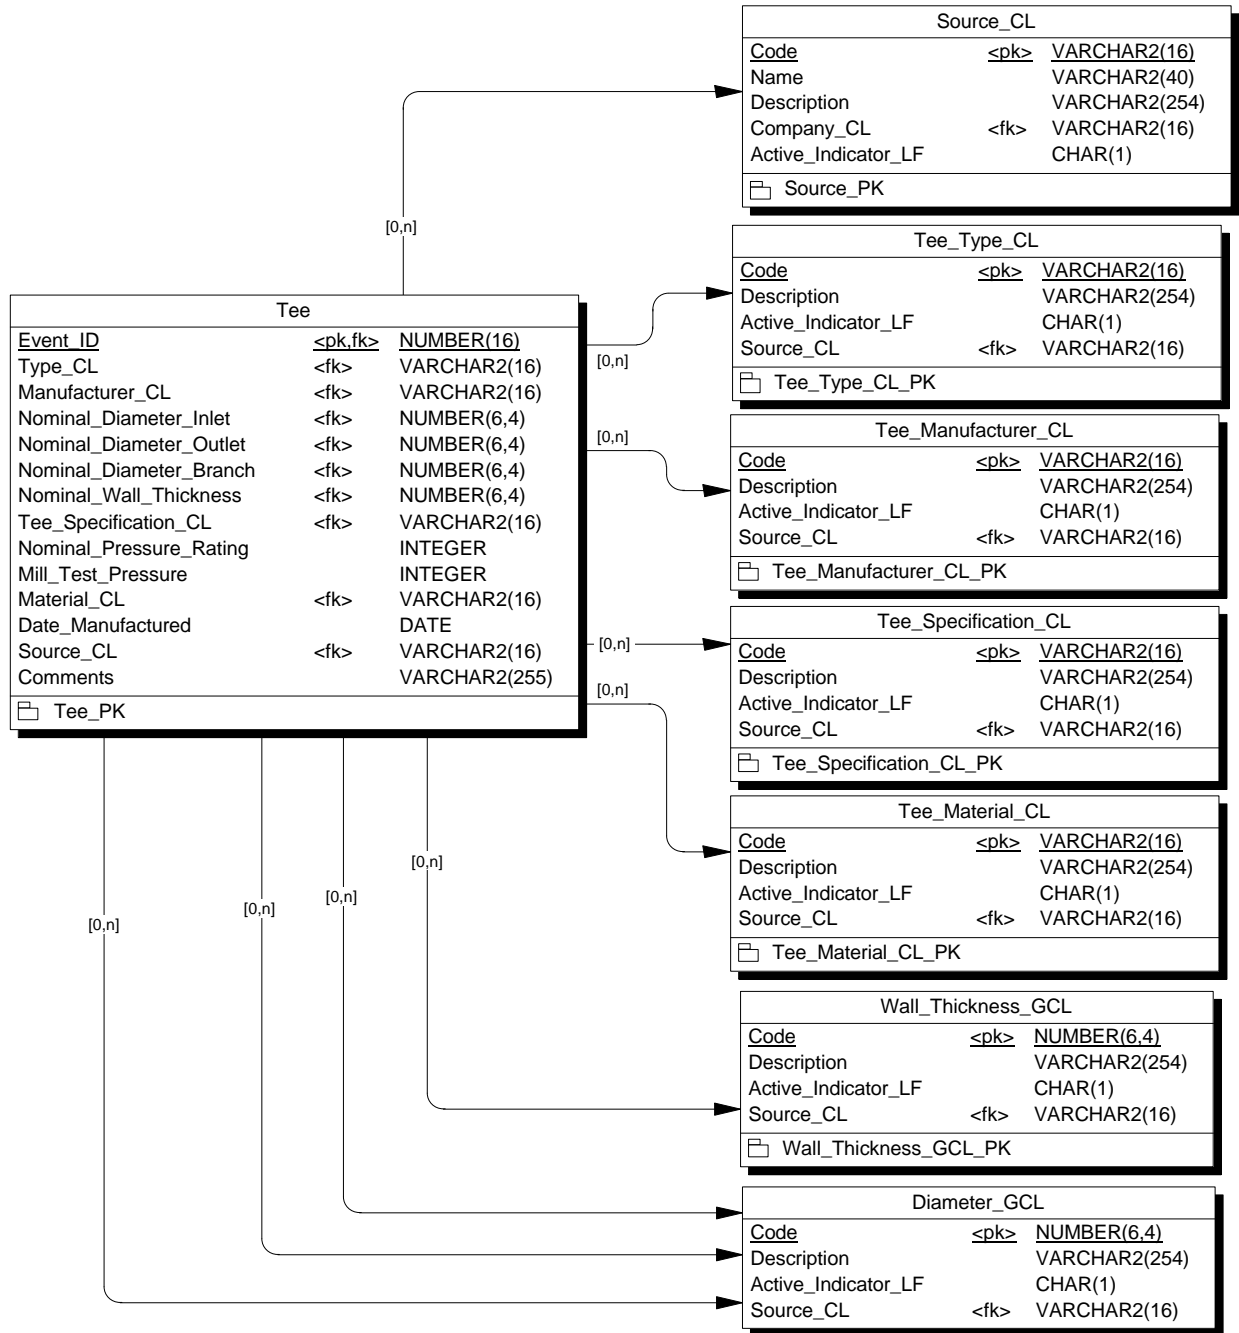 Source_CL
Code <pk> VARCHAR2(16)
Name VARCHAR2(40)
Description VARCHAR2(254)
Company_CL <fk> VARCHAR2(16)
Active_Indicator_LF CHAR(1)
Source_PK
[0,n]
Tee_Type_CL
Code <pk> VARCHAR2(16)
Description VARCHAR2(254)
Active_Indicator_LF CHAR(1)
Source_CL <fk> VARCHAR2(16)
Tee_Type_CL_PK
[0,n]
Tee
Event_ID <pk,fk> NUMBER(16)
Type_CL <fk> VARCHAR2(16)
Manufacturer_CL <fk> VARCHAR2(16)
Nominal_Diameter_Inlet <fk> NUMBER(6,4)
Nominal_Diameter_Outlet <fk> NUMBER(6,4)
Nominal_Diameter_Branch <fk> NUMBER(6,4)
Nominal_Wall_Thickness <fk> NUMBER(6,4)
Tee_Specification_CL <fk> VARCHAR2(16)
Nominal_Pressure_Rating INTEGER
Mill_Test_Pressure INTEGER
Material_CL <fk> VARCHAR2(16)
Date_Manufactured DATE
Source_CL <fk> VARCHAR2(16)
Comments VARCHAR2(255)
Tee_PK
[0,n]
Tee_Manufacturer_CL
Code <pk> VARCHAR2(16)
Description VARCHAR2(254)
Active_Indicator_LF CHAR(1)
Source_CL <fk> VARCHAR2(16)
Tee_Manufacturer_CL_PK
[0,n]
Tee_Specification_CL
Code <pk> VARCHAR2(16)
Description VARCHAR2(254)
Active_Indicator_LF CHAR(1)
Source_CL <fk> VARCHAR2(16)
Tee_Specification_CL_PK
[0,n]
Tee_Material_CL
Code <pk> VARCHAR2(16)
Description VARCHAR2(254)
Active_Indicator_LF CHAR(1)
Source_CL <fk> VARCHAR2(16)
Tee_Material_CL_PK
[0,n]
[0,n]
[0,n]
[0,n]
Wall_Thickness_GCL
Code <pk> NUMBER(6,4)
Description VARCHAR2(254)
Active_Indicator_LF CHAR(1)
Source_CL <fk> VARCHAR2(16)
Wall_Thickness_GCL_PK
Diameter_GCL
Code <pk> NUMBER(6,4)
Description VARCHAR2(254)
Active_Indicator_LF CHAR(1)
Source_CL <fk> VARCHAR2(16)